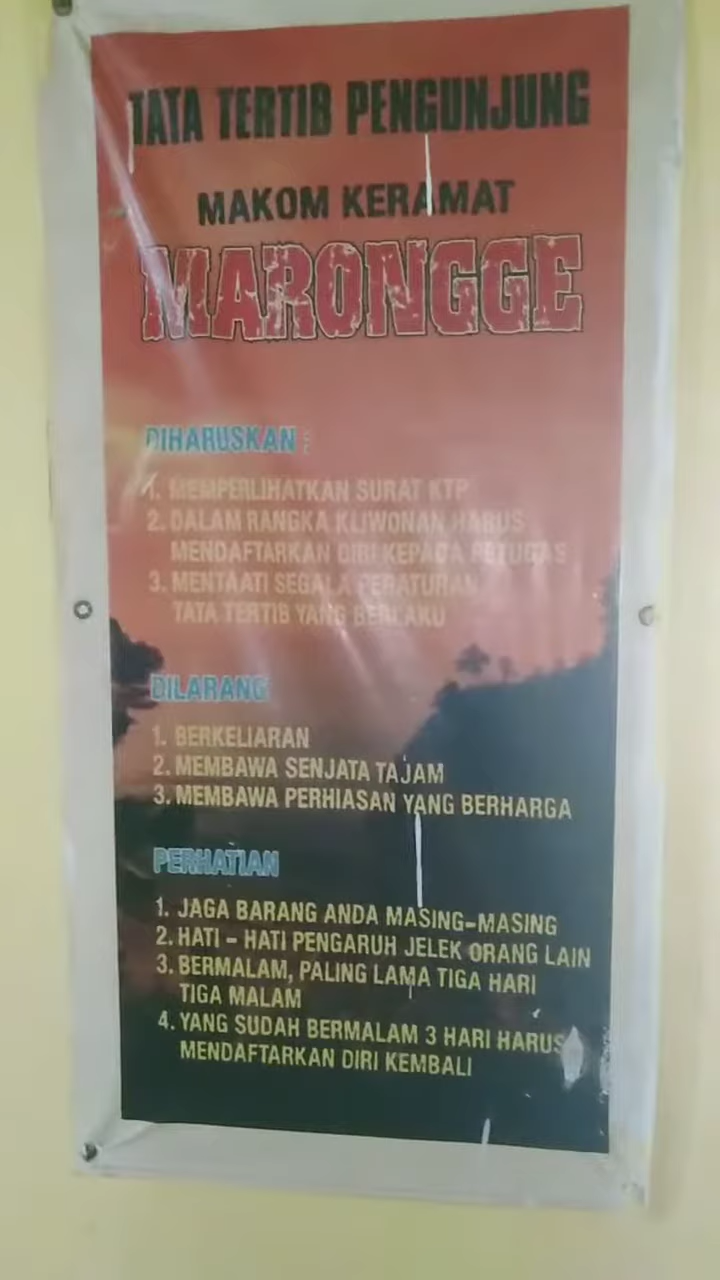 TATA TERTIB PENGUNJUNG
MAKOM KERAMAT
MARONGGE
DIHARUSKAN :
1. MEMPERLIHATKAN SURAT KTP
2. DALAM RANGKA KLIWONAN HARUS
MENDAFTARKAN DIRI KEPADA PETUGAS
3. MENTAATI SEGALA PERATURAN
TATA TERTIB YANG BERLAKU
DILARANG
1. BERKELIARAN
2. MEMBAWA SENJATA TAJAM
3. MEMBAWA PERHIASAN YANG BERHARGA
PERHATIAN
1. JAGA BARANG ANDA MASING-MASING
2. HATI - HATI PENGARUH JELEK ORANG LAIN
3. BERMALAM, PALING LAMA TIGA HARI
TIGA MALAM
4. YANG SUDAH BERMALAM 3 HARI HARUS
MENDAFTARKAN DIRI KEMBALI